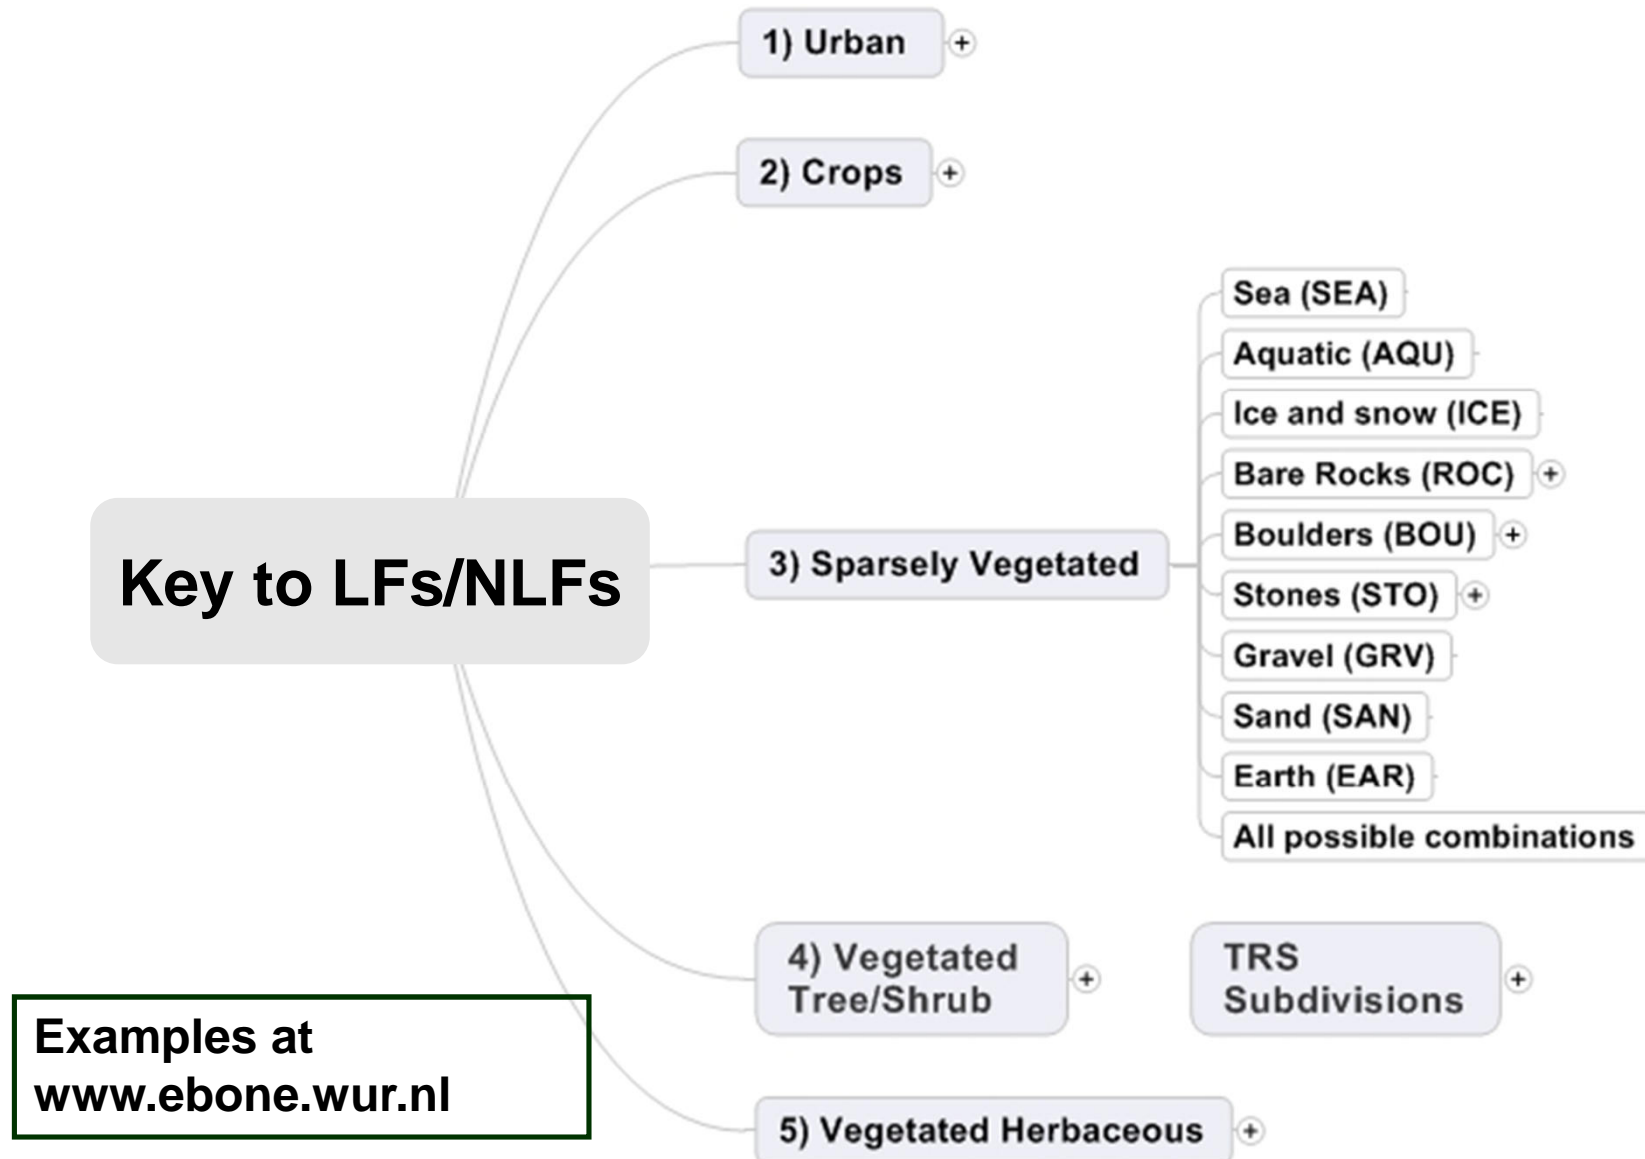 1) Urban
2) Crops
Key to LFs/NLFs
3) Sparsely Vegetated
Sea (SEA)
Aquatic (AQU)
Ice and snow (ICE)
Bare Rocks (ROC)
Boulders (BOU)
Stones (STO)
Gravel (GRV)
Sand (SAN)
Earth (EAR)
All possible combinations
4) Vegetated
Tree/Shrub
TRS
Subdivisions
5) Vegetated Herbaceous
Examples at
www.ebone.wur.nl